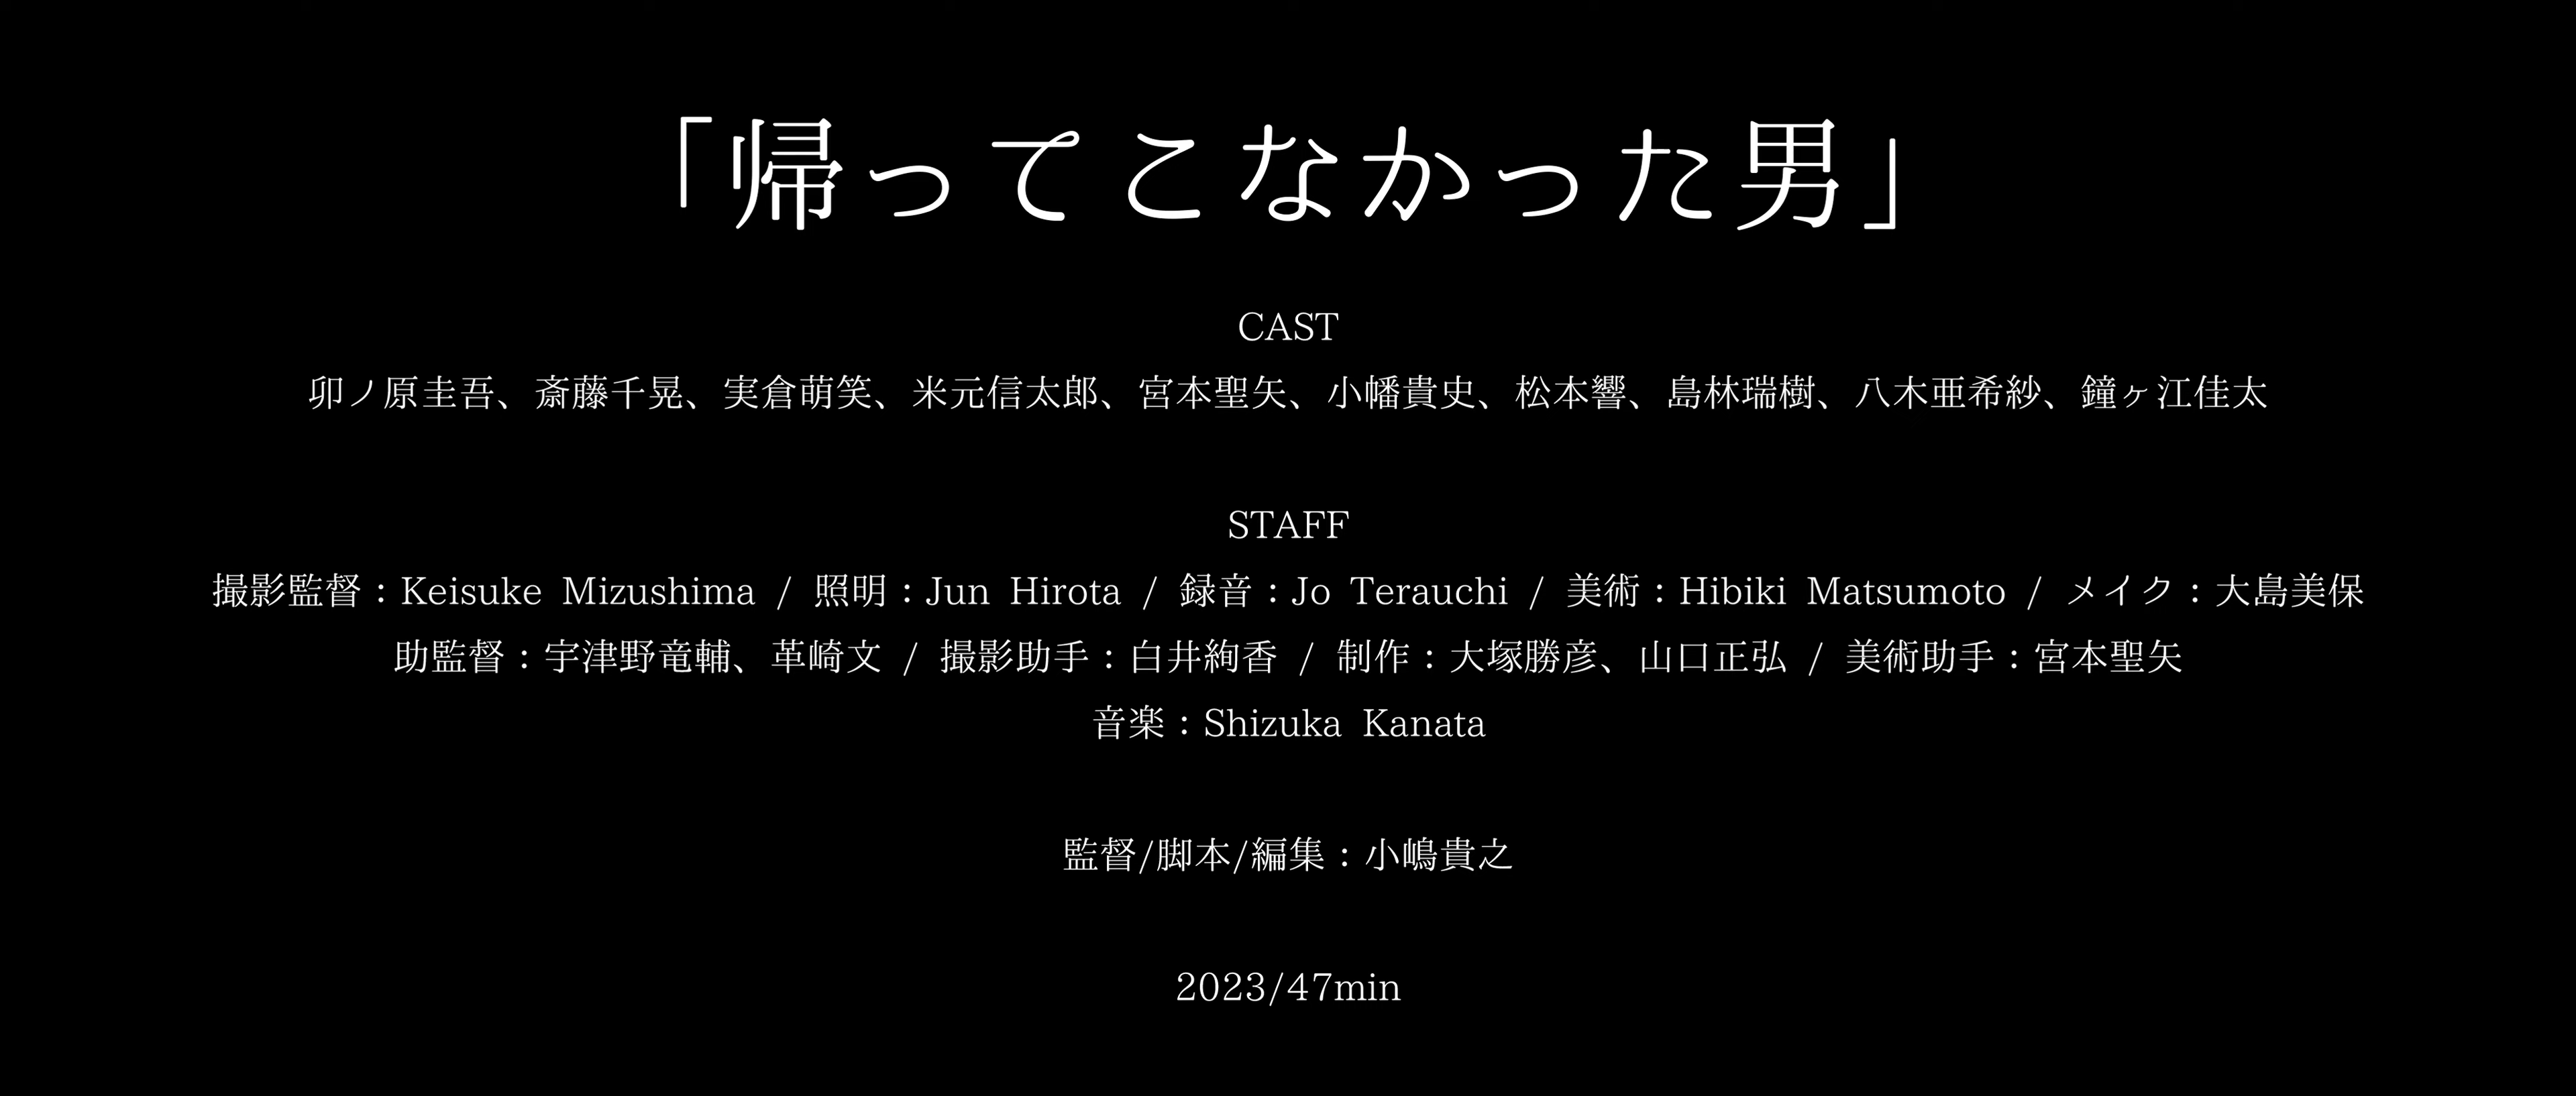 「帰ってこなかった男」
CAST
卯ノ原圭吾、斎藤千晃、実倉萌笑、米元信太郎、宮本聖矢、小幡貴史、松本響、島林瑞樹、八木亜希紗、鐘ヶ江佳太
STAFF
撮影監督：Keisuke Mizushima / 照明：Jun Hirota / 録音：Jo Terauchi / 美術：Hibiki Matsumoto / メイク：大島美保
助監督：宇津野竜輔、革崎文 / 撮影助手：白井絢香 / 制作：大塚勝彦、山口正弘 / 美術助手：宮本聖矢
音楽：Shizuka Kanata
監督/脚本/編集：小嶋貴之
2023/47min